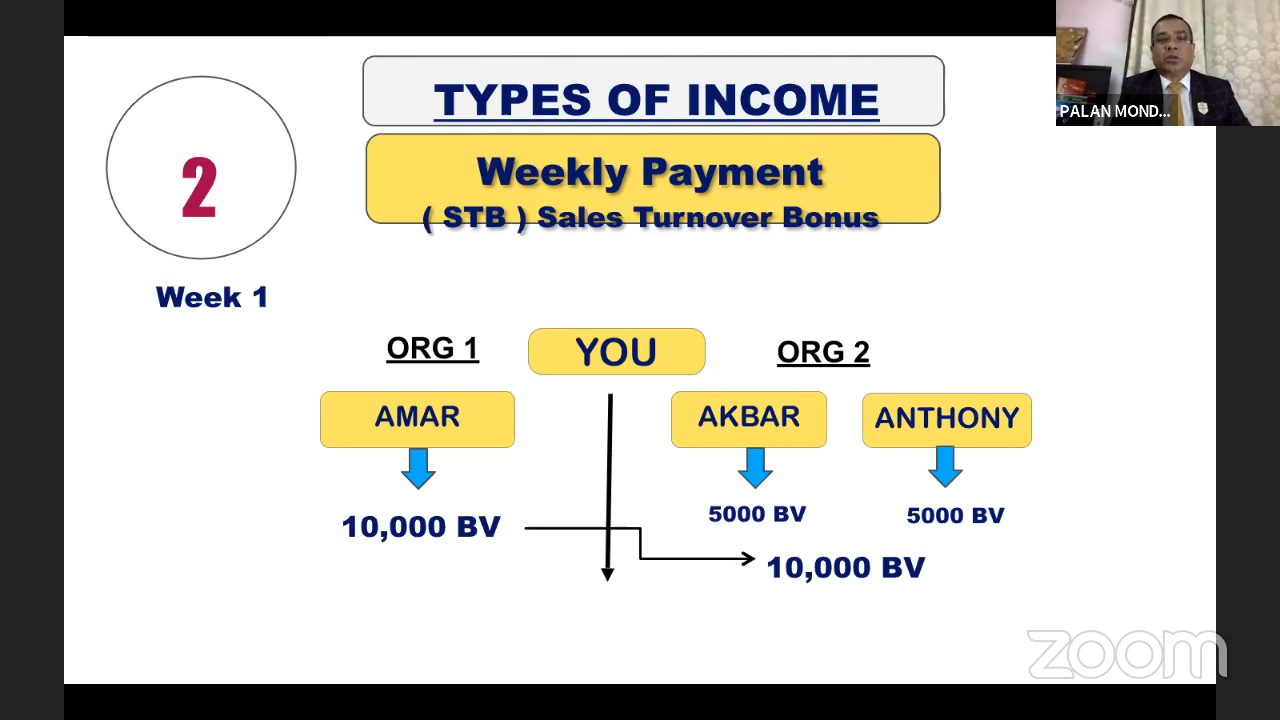 TYPES OF INCOME
2
Weekly Payment
( STB ) Sales Turnover Bonus
PALAN MOND...
Week 1
ORG 1
YOU
ORG 2
AMAR
AKBAR
ANTHONY
10,000 BV
5000 BV
5000 BV
10,000 BV
zoom